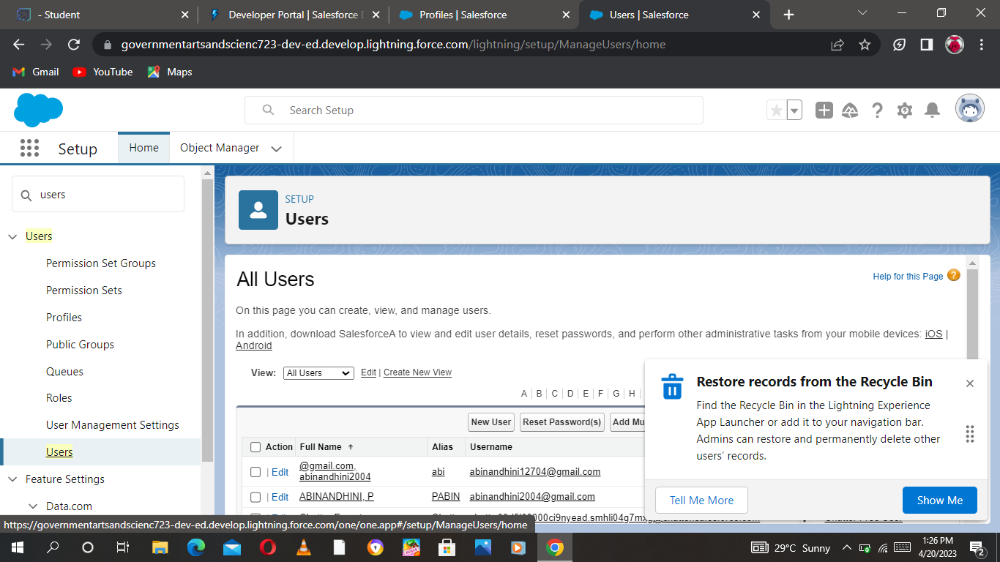 - Student
Developer Portal | Salesforce D
Profiles | Salesforce
Users | Salesforce
governmentartsandscienc723-dev-ed.develop.lightning.force.com/lightning/setup/ManageUsers/home
Gmail
YouTube
Maps
Search Setup
Setup
Home
Object Manager
users
SETUP
Users
Users
Permission Set Groups
Permission Sets
Profiles
Public Groups
Queues
Roles
User Management Settings
Users
Feature Settings
Data.com
All Users
Help for this Page
On this page you can create, view, and manage users.
In addition, download SalesforceA to view and edit user details, reset passwords, and perform other administrative tasks from your mobile devices: iOS |
Android
View: All Users Edit | Create New View
A | B | C | D | E | F | G | H |
New User Reset Password(s) Add Mu
Action Full Name Alias Username
| Edit @gmail.com, abi abinandhini12704@gmail.com
abinandhini2004
| Edit ABINANDHINI, P PABIN abinandhini2004@gmail.com
Restore records from the Recycle Bin
Find the Recycle Bin in the Lightning Experience
App Launcher or add it to your navigation bar.
Admins can restore and permanently delete other
users' records.
Tell Me More
Show Me
https://governmentartsandscienc723-dev-ed.develop.lightning.force.com/one/one.app#/setup/ManageUsers/home
29°C Sunny
1:26 PM
4/20/2023
2